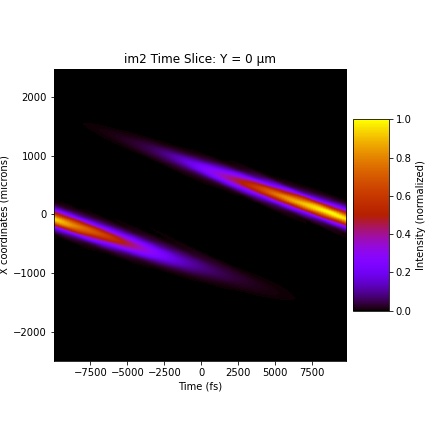 im2 Time Slice: Y = 0 μm
2000
1000
0
−1000
−2000
X coordinates (microns)
−7500 −5000 −2500 0 2500 5000 7500
Time (fs)
1.0
0.8
0.6
0.4
0.2
0.0
Intensity (normalized)